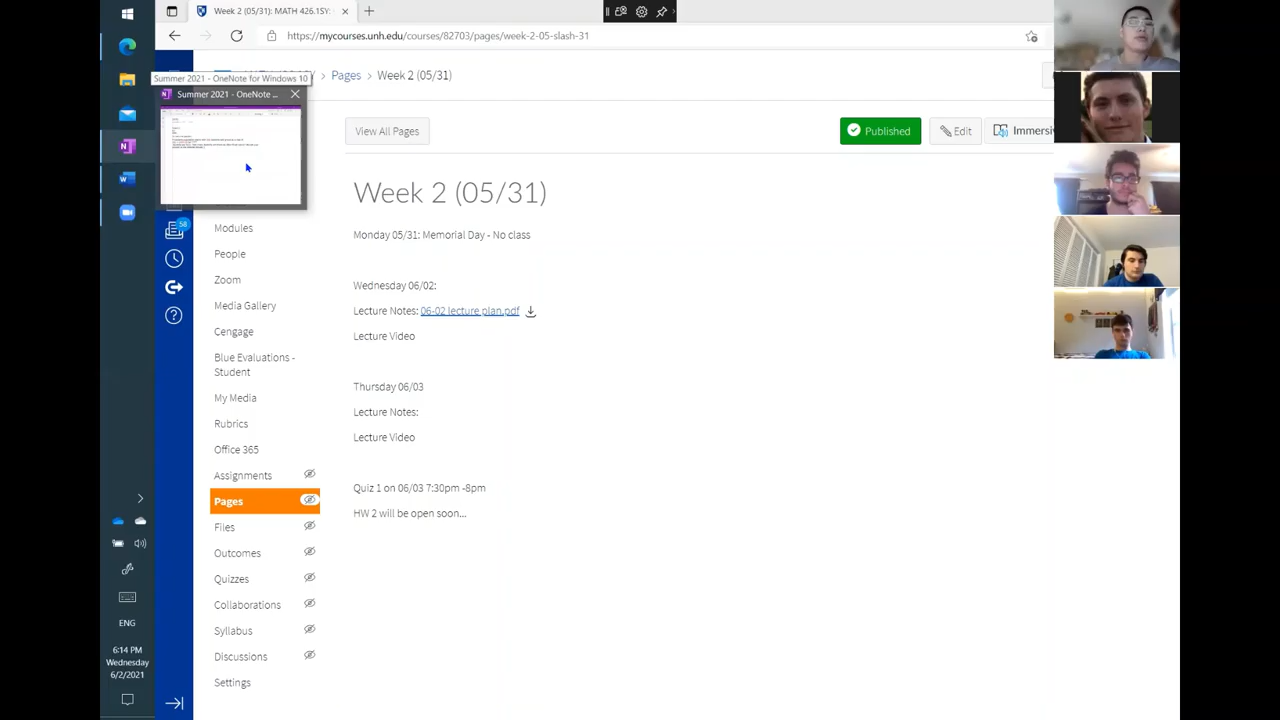 Week 2 (05/31): MATH 426.1SY:
https://mycourses.unh.edu/courses/82703/pages/week-2-05-slash-31
Summer 2021 - OneNote for Windows 10
Pages
Week 2 (05/31)
Summer 2021 - OneNote ...
View All Pages
Published
Edit
Immersi
Week 2 (05/31)
Monday 05/31: Memorial Day - No class
Wednesday 06/02:
Lecture Notes: 06-02 lecture plan.pdf
Lecture Video
Thursday 06/03
Lecture Notes:
Lecture Video
Quiz 1 on 06/03 7:30pm -8pm
HW 2 will be open soon...
58
Modules
People
Zoom
Media Gallery
Cengage
Blue Evaluations -
Student
My Media
Rubrics
Office 365
Assignments
Pages
Files
Outcomes
Quizzes
Collaborations
Syllabus
Discussions
Settings
ENG
6:14 PM
Wednesday
6/2/2021